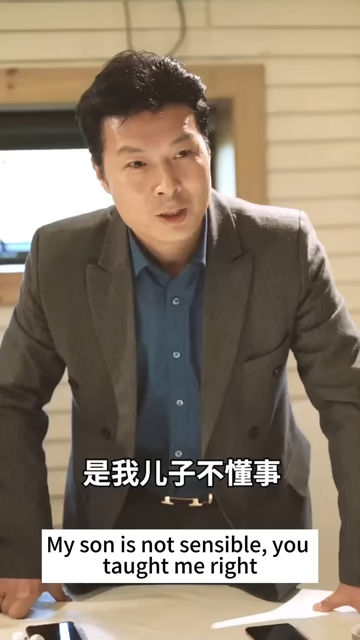 是我儿子不懂事
My son is not sensible, you
taught me right